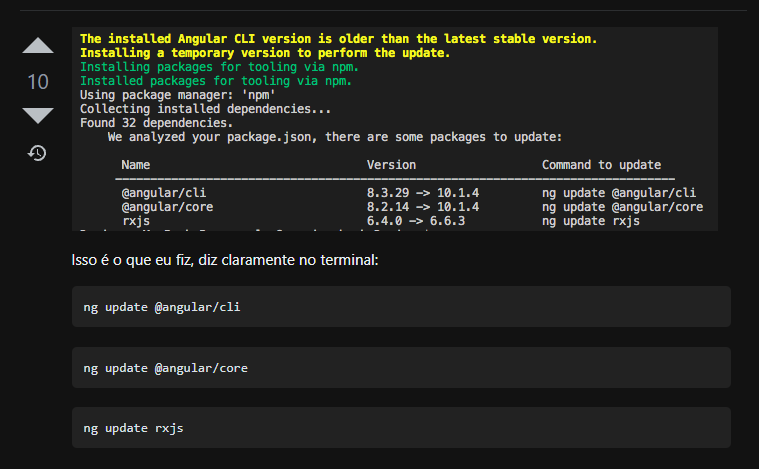 The installed Angular CLI version is older than the latest stable version.
Installing a temporary version to perform the update.
Installing packages for tooling via npm.
Installed packages for tooling via npm.
Using package manager: 'npm'
Collecting installed dependencies...
Found 32 dependencies.
We analyzed your package.json, there are some packages to update:
Name Version Command to update
@angular/cli 8.3.29 -> 10.1.4 ng update @angular/cli
@angular/core 8.2.14 -> 10.1.4 ng update @angular/core
rxjs 6.4.0 -> 6.6.3 ng update rxjs
10
Isso é o que eu fiz, diz claramente no terminal:
ng update @angular/cli
ng update @angular/core
ng update rxjs